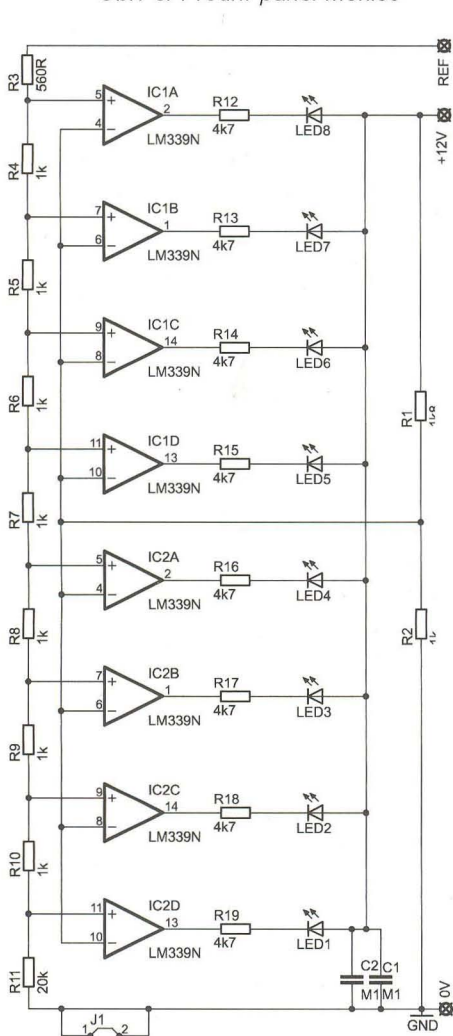 REF
R3
560R
IC1A
5
+
4
−
2
LM339N
R12
4k7
LED8
+12V
R4
1k
IC1B
7
+
6
−
1
LM339N
R13
4k7
LED7
R5
1k
IC1C
9
+
8
−
14
LM339N
R14
4k7
LED6
R6
1k
R1
IC1D
11
+
10
−
13
LM339N
R15
4k7
LED5
R7
1k
IC2A
5
+
4
−
2
LM339N
R16
4k7
LED4
R8
1k
R2
IC2B
7
+
6
−
1
LM339N
R17
4k7
LED3
R9
1k
IC2C
9
+
8
−
14
LM339N
R18
4k7
LED2
R10
1k
IC2D
11
+
10
−
13
LM339N
R19
4k7
LED1
R11
20k
C2 C1
M1 M1
0V
GND
J1
1 2